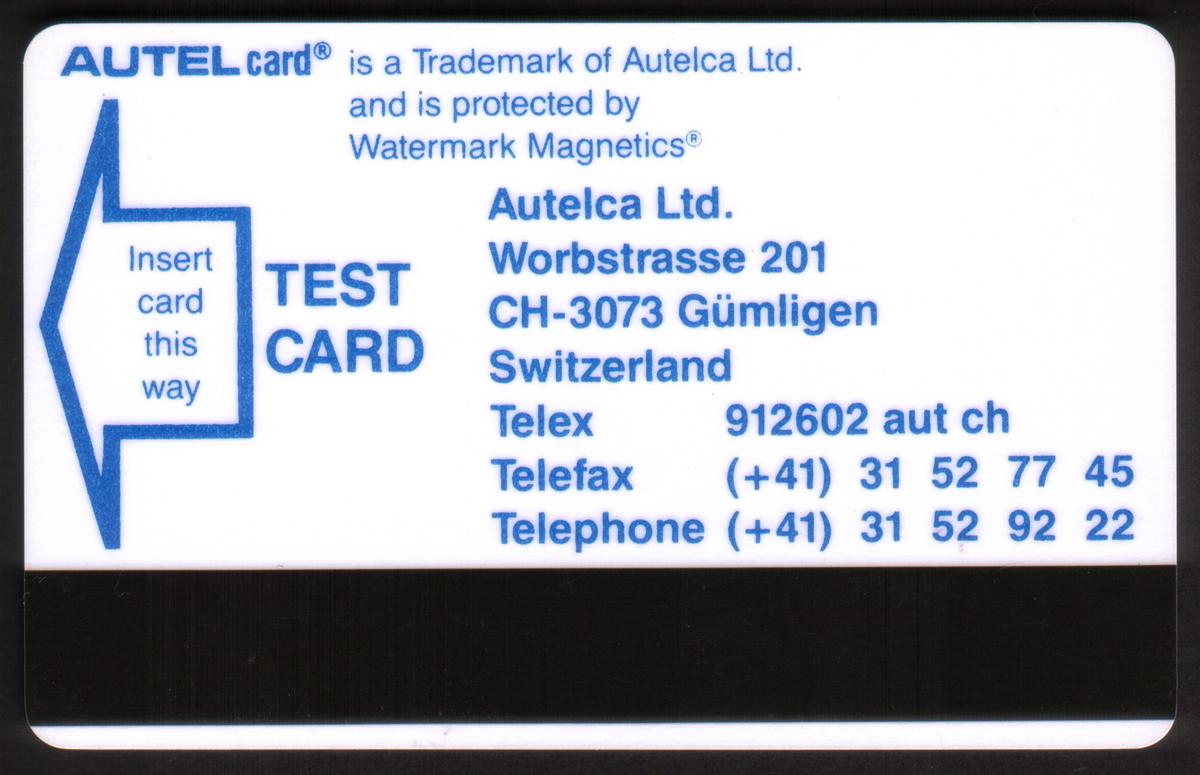 AUTELcard® is a Trademark of Autelca Ltd.
and is protected by
Watermark Magnetics®
Insert
card
this
way
TEST
CARD
Autelca Ltd.
Worbstrasse 201
CH-3073 Gümligen
Switzerland
Telex 912602 aut ch
Telefax (+41) 31 52 77 45
Telephone (+41) 31 52 92 22